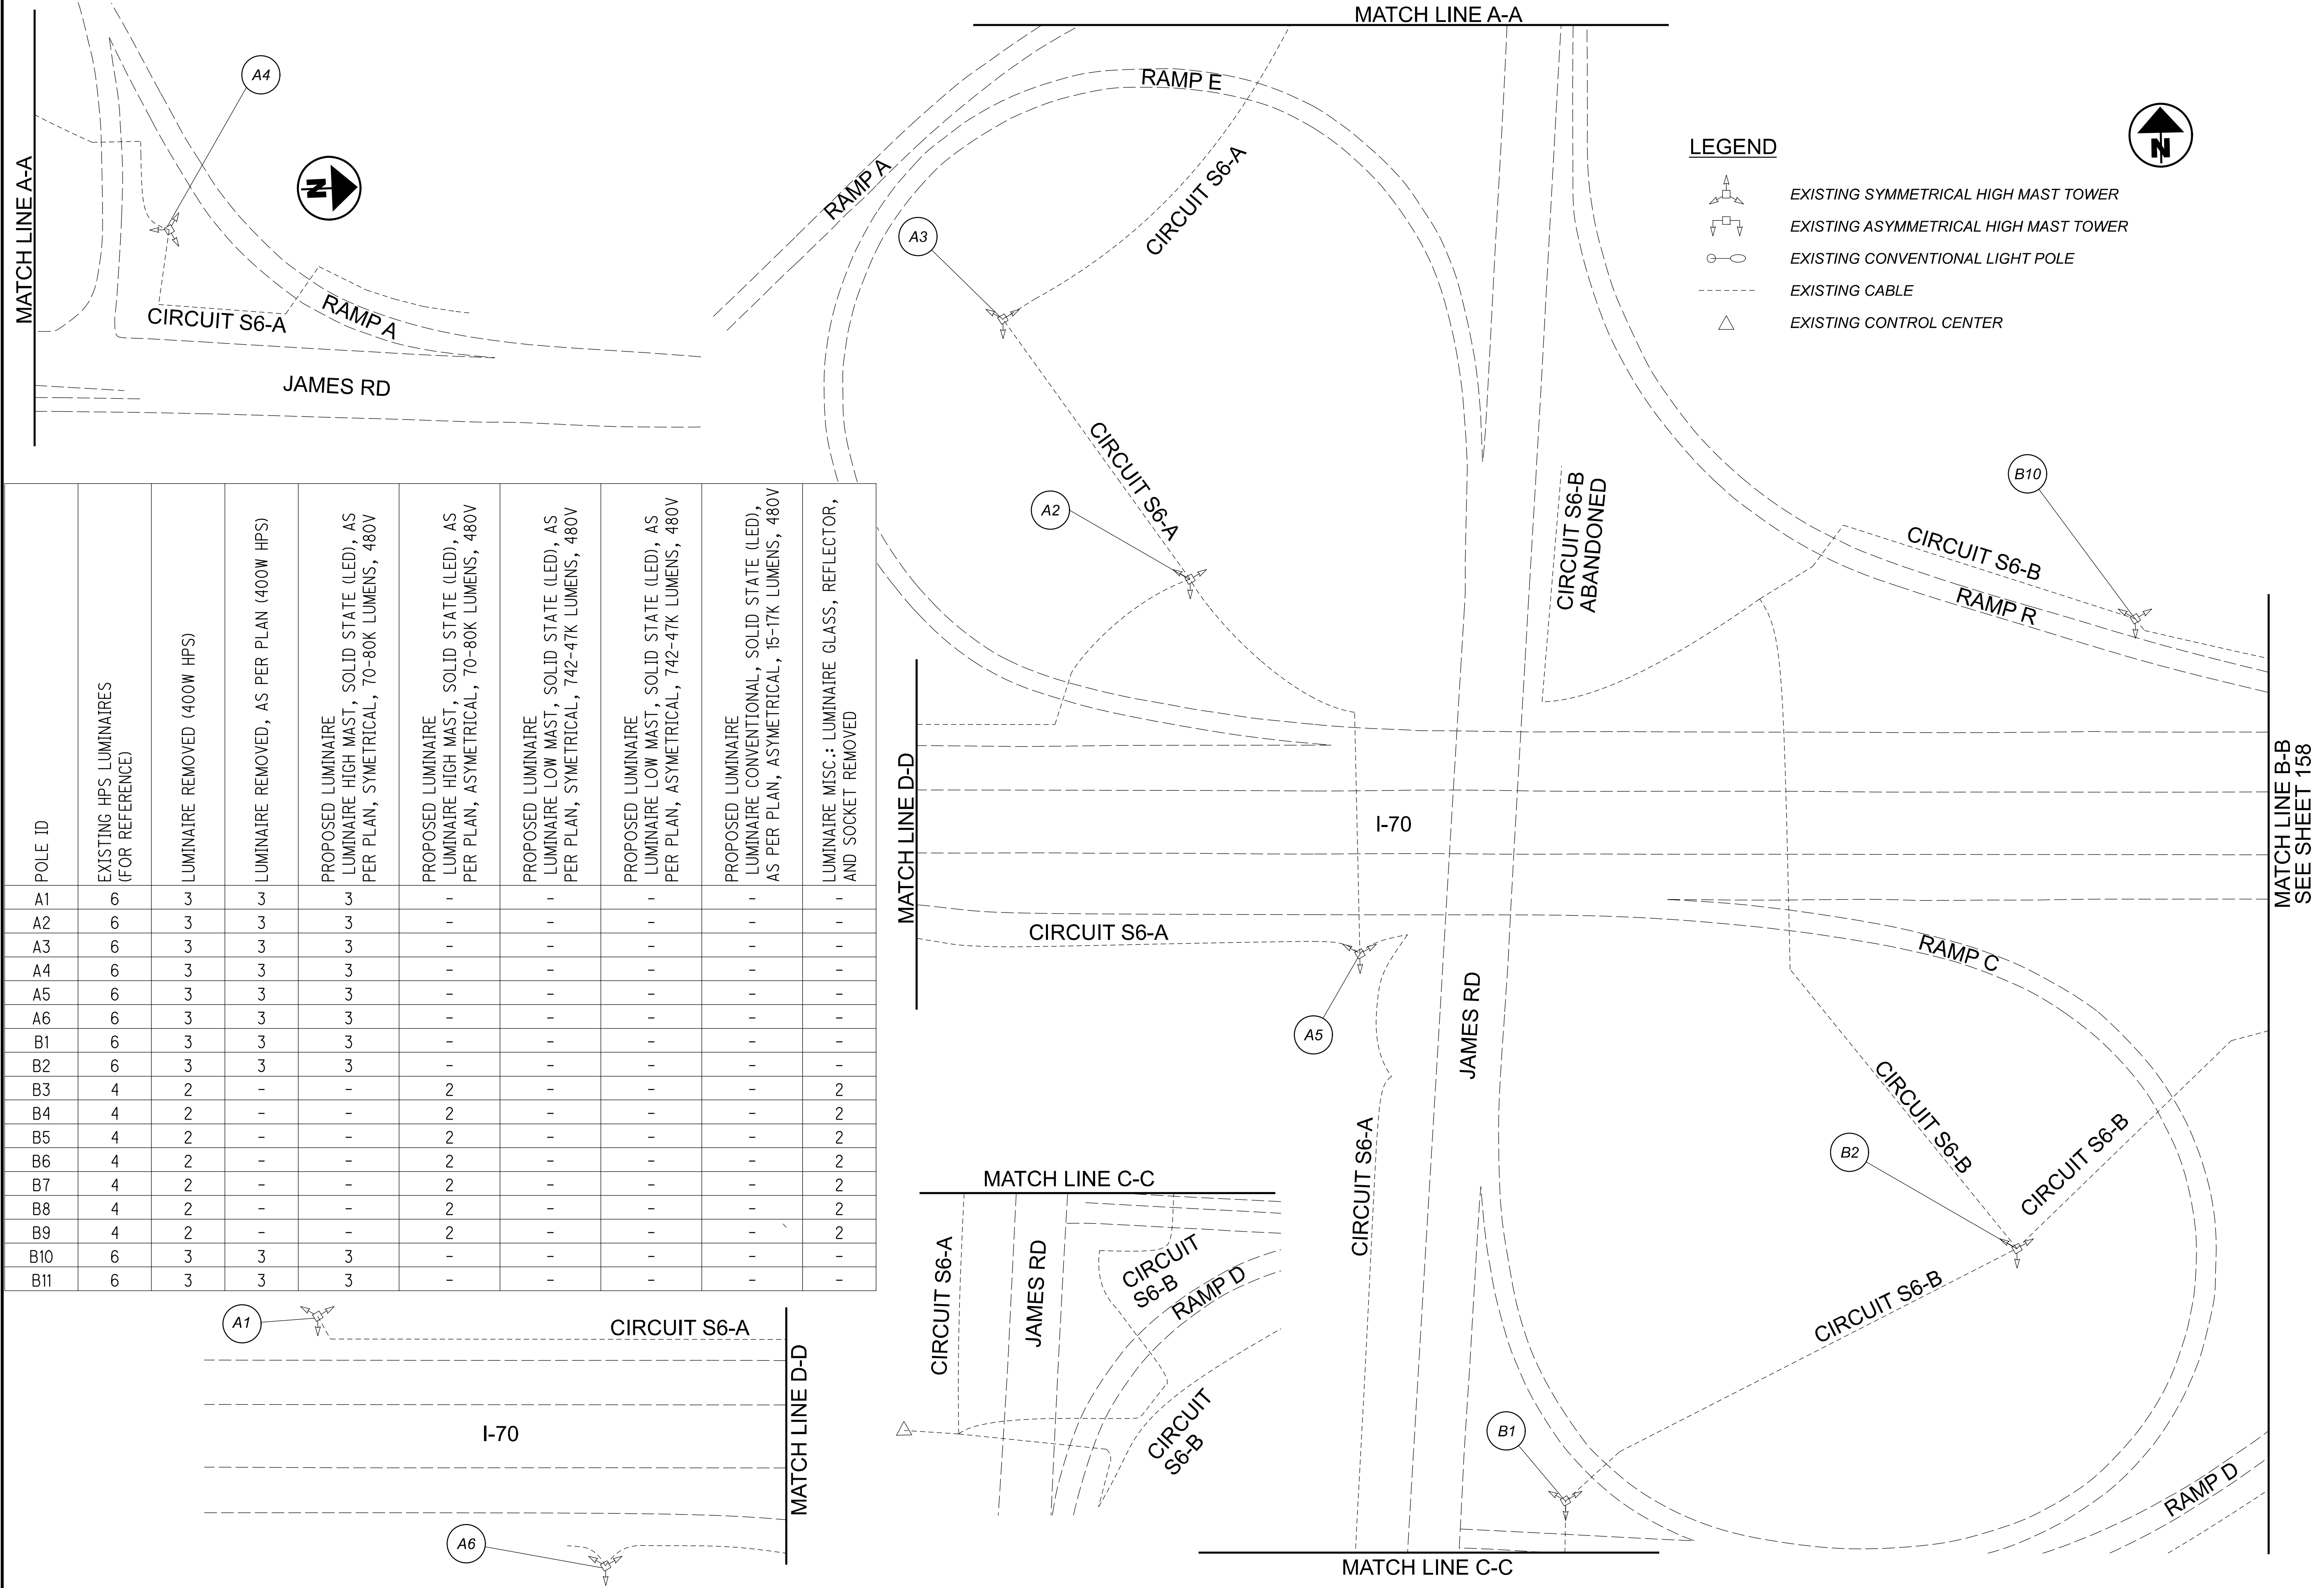 MATCH LINE A-A
A4
N
MATCH LINE A-A
CIRCUIT S6-A
RAMP A
JAMES RD
RAMP E
RAMP A
CIRCUIT S6-A
A3
CIRCUIT S6-A
A2
CIRCUIT S6-B
ABANDONED
LEGEND
EXISTING SYMMETRICAL HIGH MAST TOWER
EXISTING ASYMMETRICAL HIGH MAST TOWER
EXISTING CONVENTIONAL LIGHT POLE
EXISTING CABLE
EXISTING CONTROL CENTER
N
B10
CIRCUIT S6-B
RAMP R
POLE ID
EXISTING HPS LUMINAIRES
(FOR REFERENCE)
LUMINAIRE REMOVED (400W HPS)
LUMINAIRE REMOVED, AS PER PLAN (400W HPS)
PROPOSED LUMINAIRE
LUMINAIRE HIGH MAST, SOLID STATE (LED), AS
PER PLAN, SYMETRICAL, 70-80K LUMENS, 480V
PROPOSED LUMINAIRE
LUMINAIRE HIGH MAST, SOLID STATE (LED), AS
PER PLAN, ASYMETRICAL, 70-80K LUMENS, 480V
PROPOSED LUMINAIRE
LUMINAIRE LOW MAST, SOLID STATE (LED), AS
PER PLAN, SYMETRICAL, 742-47K LUMENS, 480V
PROPOSED LUMINAIRE
LUMINAIRE LOW MAST, SOLID STATE (LED), AS
PER PLAN, ASYMETRICAL, 742-47K LUMENS, 480V
PROPOSED LUMINAIRE
LUMINAIRE CONVENTIONAL, SOLID STATE (LED),
AS PER PLAN, ASYMETRICAL, 15-17K LUMENS, 480V
LUMINAIRE MISC.: LUMINAIRE GLASS, REFLECTOR,
AND SOCKET REMOVED
A1 6 3 3 3 - - - - -
A2 6 3 3 3 - - - - -
A3 6 3 3 3 - - - - -
A4 6 3 3 3 - - - - -
A5 6 3 3 3 - - - - -
A6 6 3 3 3 - - - - -
B1 6 3 3 3 - - - - -
B2 6 3 3 3 - - - - -
B3 4 2 - - 2 - - - 2
B4 4 2 - - 2 - - - 2
B5 4 2 - - 2 - - - 2
B6 4 2 - - 2 - - - 2
B7 4 2 - - 2 - - - 2
B8 4 2 - - 2 - - - 2
B9 4 2 - - 2 - - - 2
B10 6 3 3 3 - - - - -
B11 6 3 3 3 - - - - -
MATCH LINE D-D
I-70
MATCH LINE B-B
SEE SHEET 158
CIRCUIT S6-A
A5
JAMES RD
RAMP C
CIRCUIT S6-A
CIRCUIT S6-B
CIRCUIT S6-B
B2
CIRCUIT S6-B
B1
RAMP D
MATCH LINE C-C
MATCH LINE C-C
CIRCUIT S6-A
JAMES RD
CIRCUIT
S6-B
RAMP D
CIRCUIT
S6-B
A1
CIRCUIT S6-A
I-70
MATCH LINE D-D
A6